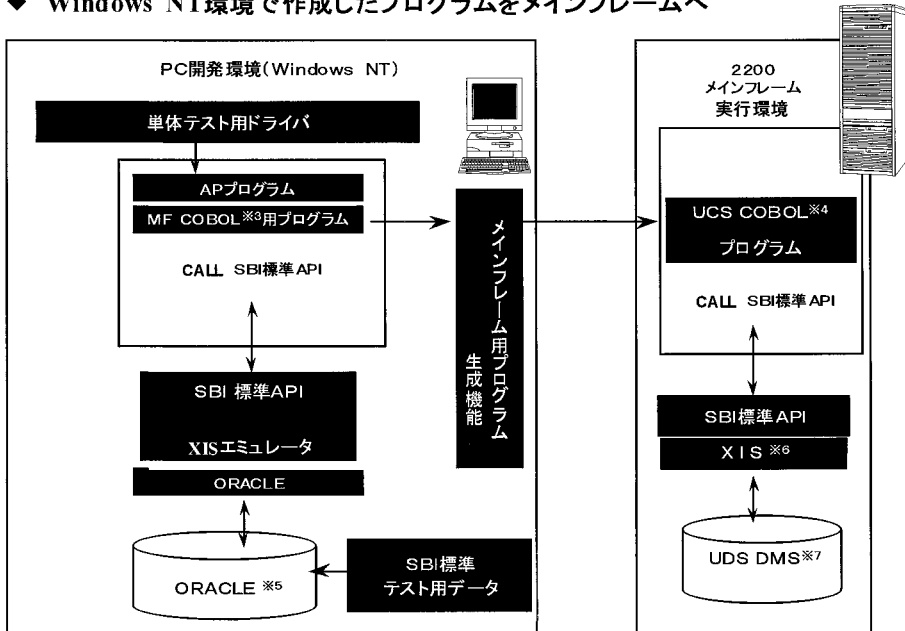 ◆ Windows NT環境で作成したプログラムをメインフレームへ
PC開発環境(Windows NT)
単体テスト用ドライバ
APプログラム
MF COBOL※3用プログラム
CALL SBI標準API
SBI 標準API
XISエミュレータ
ORACLE
ORACLE ※5
SBI標準
テスト用データ
メインフレーム用プログラム
生成機能
2200
メインフレーム
実行環境
UCS COBOL※4
プログラム
CALL SBI標準API
SBI標準API
XIS ※6
UDS DMS※7